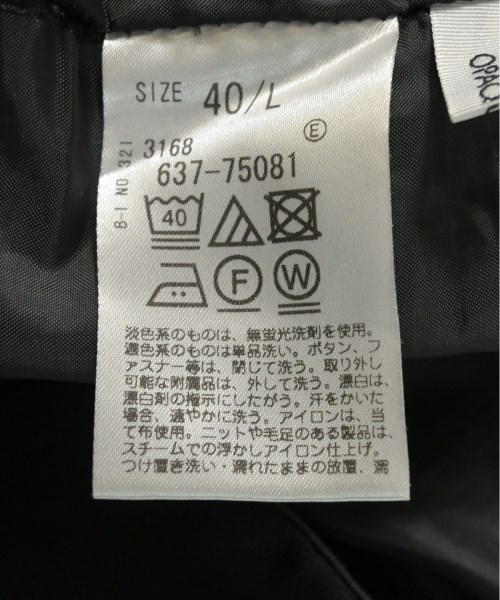 SIZE 40/L
E
B-I NO 321
3168
637-75081
40
F
W
淡色系のものは、無蛍光洗剤を使用。
濃色系のものは単品洗い。ボタン、フ
ァスナー等は、閉じて洗う。取り外し
可能な附属品は、外して洗う。漂白は、
漂白剤の指示にしたがう。汗をかいた
場合、速やかに洗う。アイロンは、当
て布使用。ニットや毛足のある製品は、
スチームでの浮かしアイロン仕上げ。
つけ置き洗い・濡れたままの放置、濡